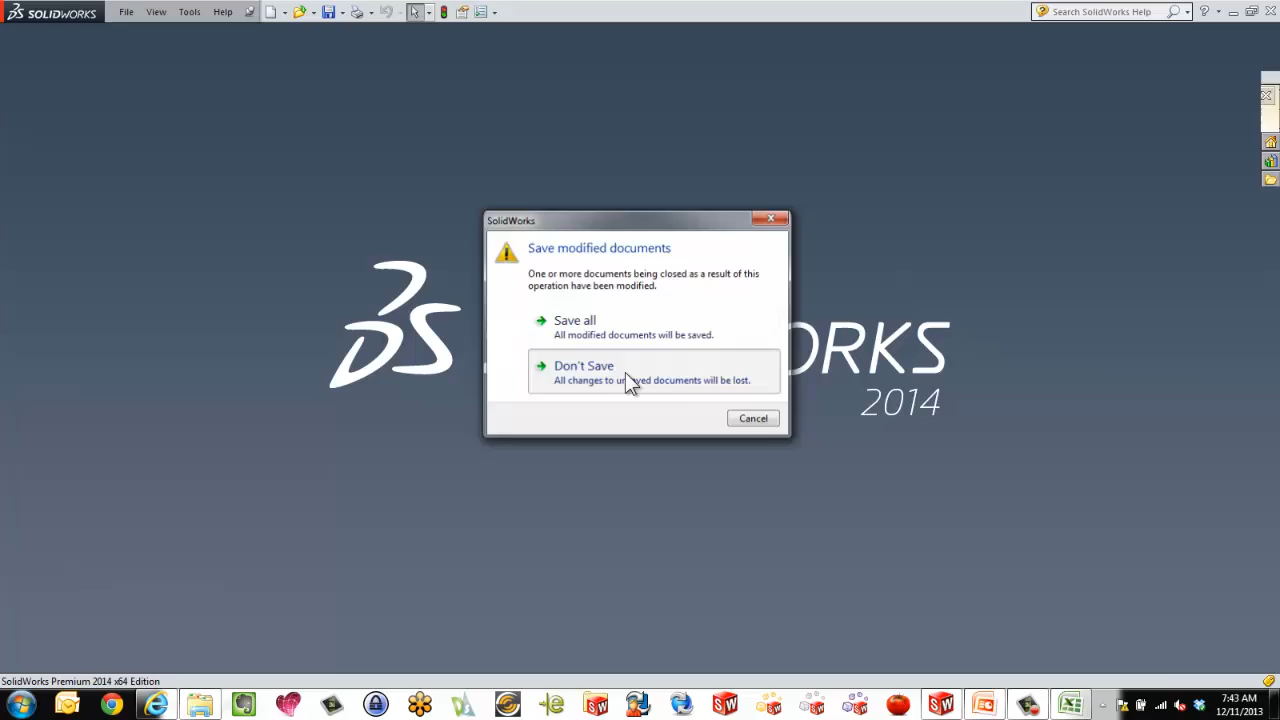 SOLIDWORKS File View Tools Help Search SolidWorks Help
SolidWorks
Save modified documents
One or more documents being closed as a result of this
operation have been modified.
Save all
All modified documents will be saved.
Don't Save
All changes to documents will be lost.
Cancel
ORKS
2014
SolidWorks Premium 2014 x64 Edition
7:43 AM
12/11/2013